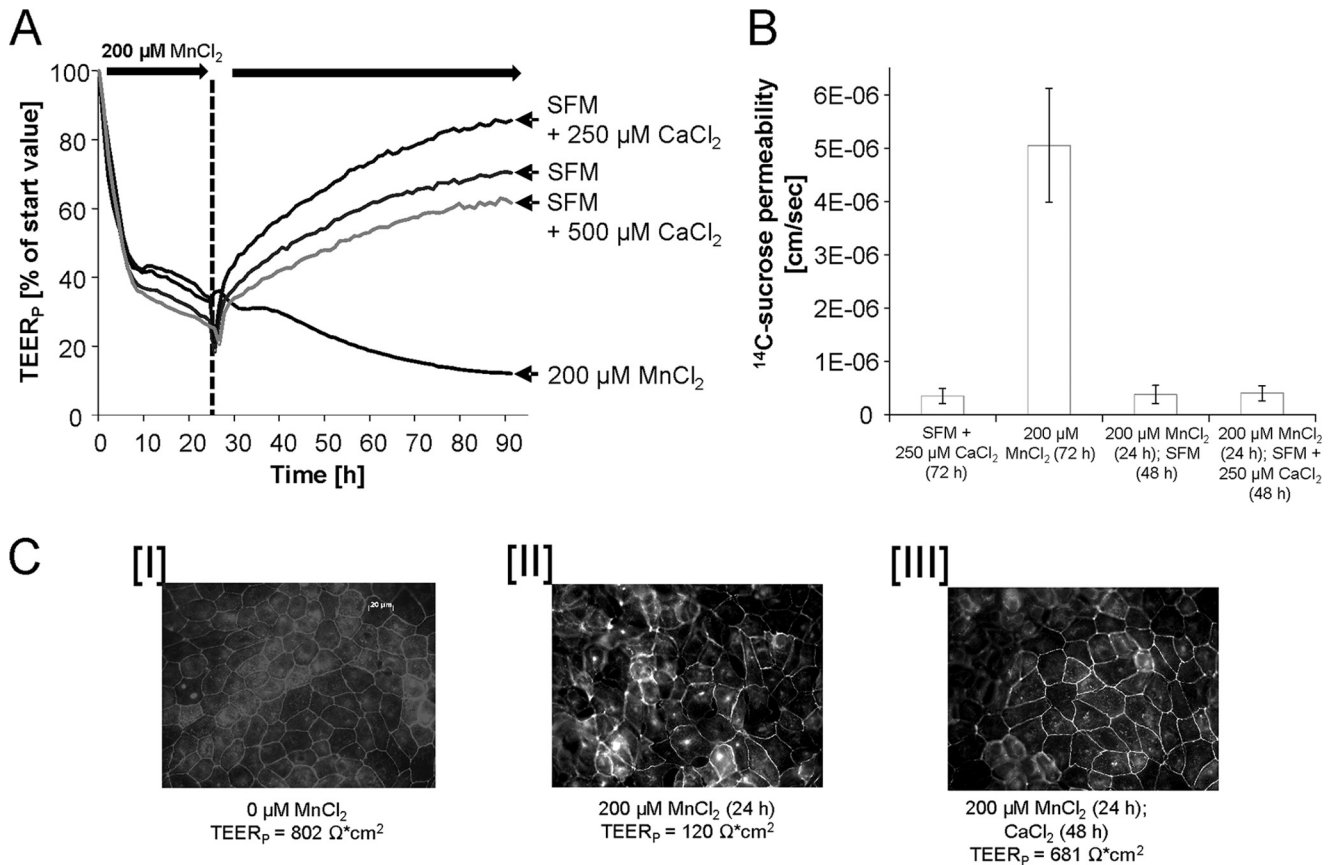 A
200 µM MnCl₂
TEERₚ [% of start value]
100
80
60
40
20
0
0 10 20 30 40 50 60 70 80 90
Time [h]
SFM
+ 250 µM CaCl₂
SFM
SFM
+ 500 µM CaCl₂
200 µM MnCl₂
B
¹⁴C-sucrose permeability
[cm/sec]
6E-06
5E-06
4E-06
3E-06
2E-06
1E-06
0
SFM +
250 µM CaCl₂
(72 h)
200 µM
MnCl₂ (72 h)
200 µM MnCl₂
(24 h); SFM
(48 h)
200 µM MnCl₂
(24 h); SFM +
250 µM CaCl₂
(48 h)
C
[I]
20 µm
0 µM MnCl₂
TEERₚ = 802 Ω*cm²
[II]
200 µM MnCl₂ (24 h)
TEERₚ = 120 Ω*cm²
[III]
200 µM MnCl₂ (24 h);
CaCl₂ (48 h)
TEERₚ = 681 Ω*cm²